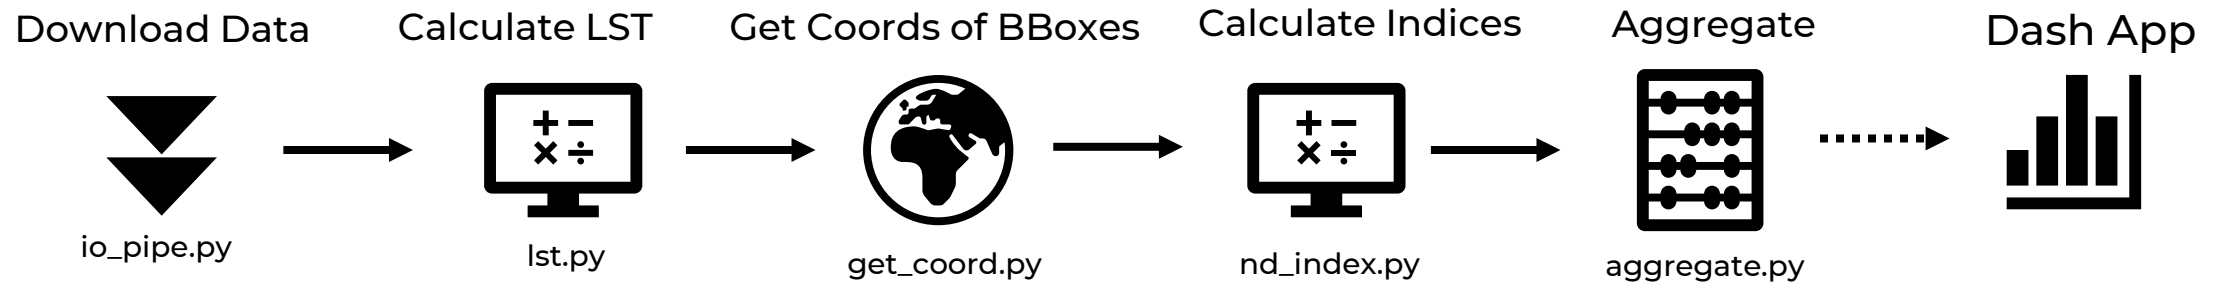 Download Data
Calculate LST
Get Coords of BBoxes
Calculate Indices
Aggregate
Dash App
io_pipe.py
lst.py
get_coord.py
nd_index.py
aggregate.py